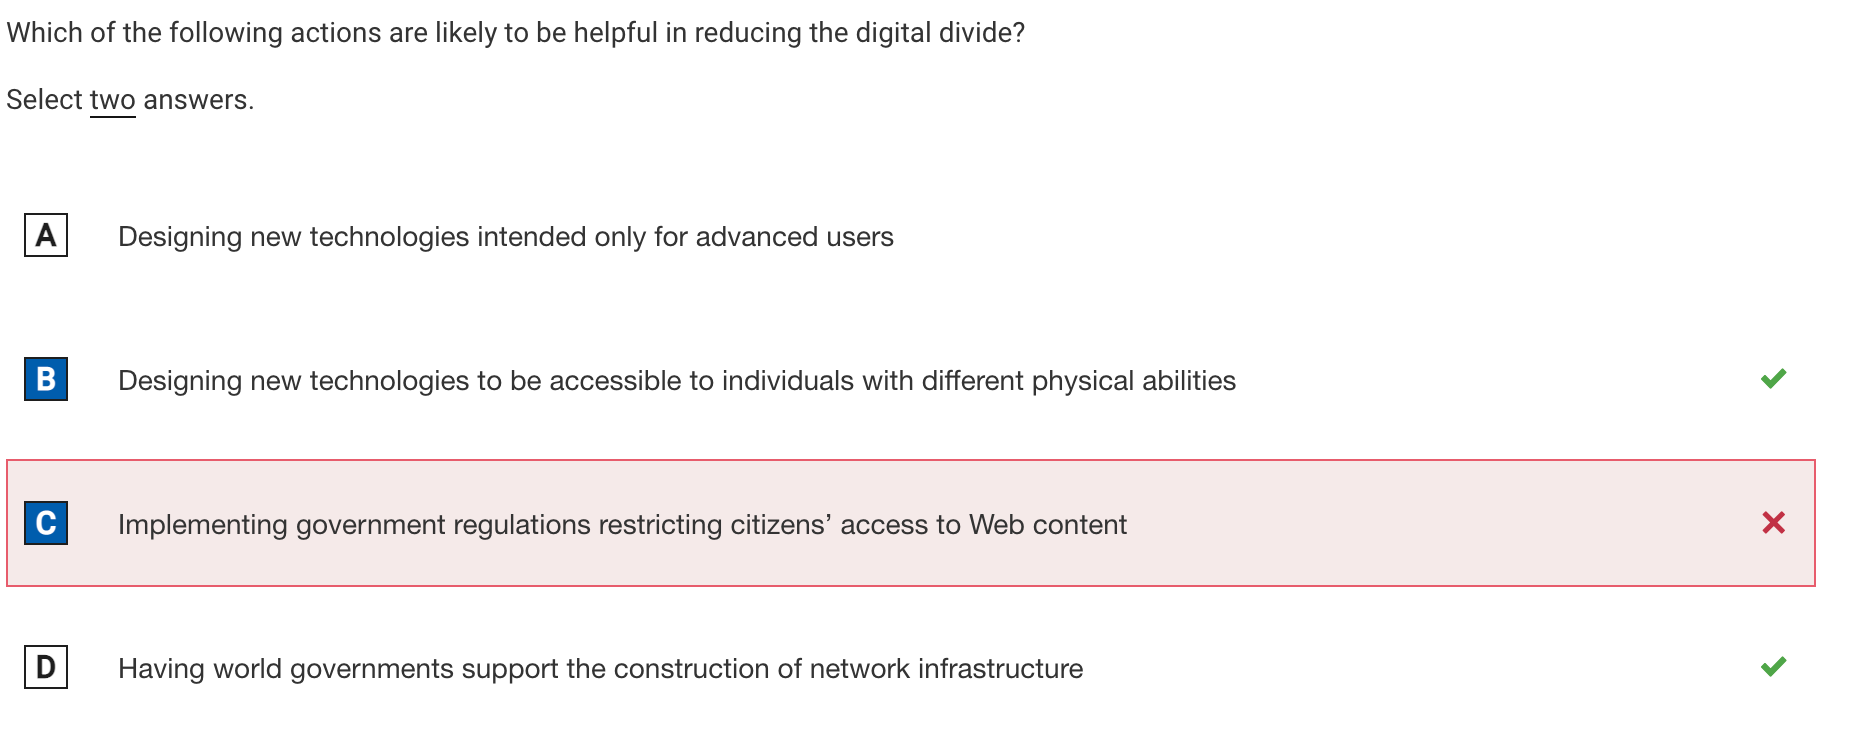 Which of the following actions are likely to be helpful in reducing the digital divide?
Select two answers.
A Designing new technologies intended only for advanced users
B Designing new technologies to be accessible to individuals with different physical abilities
C Implementing government regulations restricting citizens’ access to Web content
D Having world governments support the construction of network infrastructure